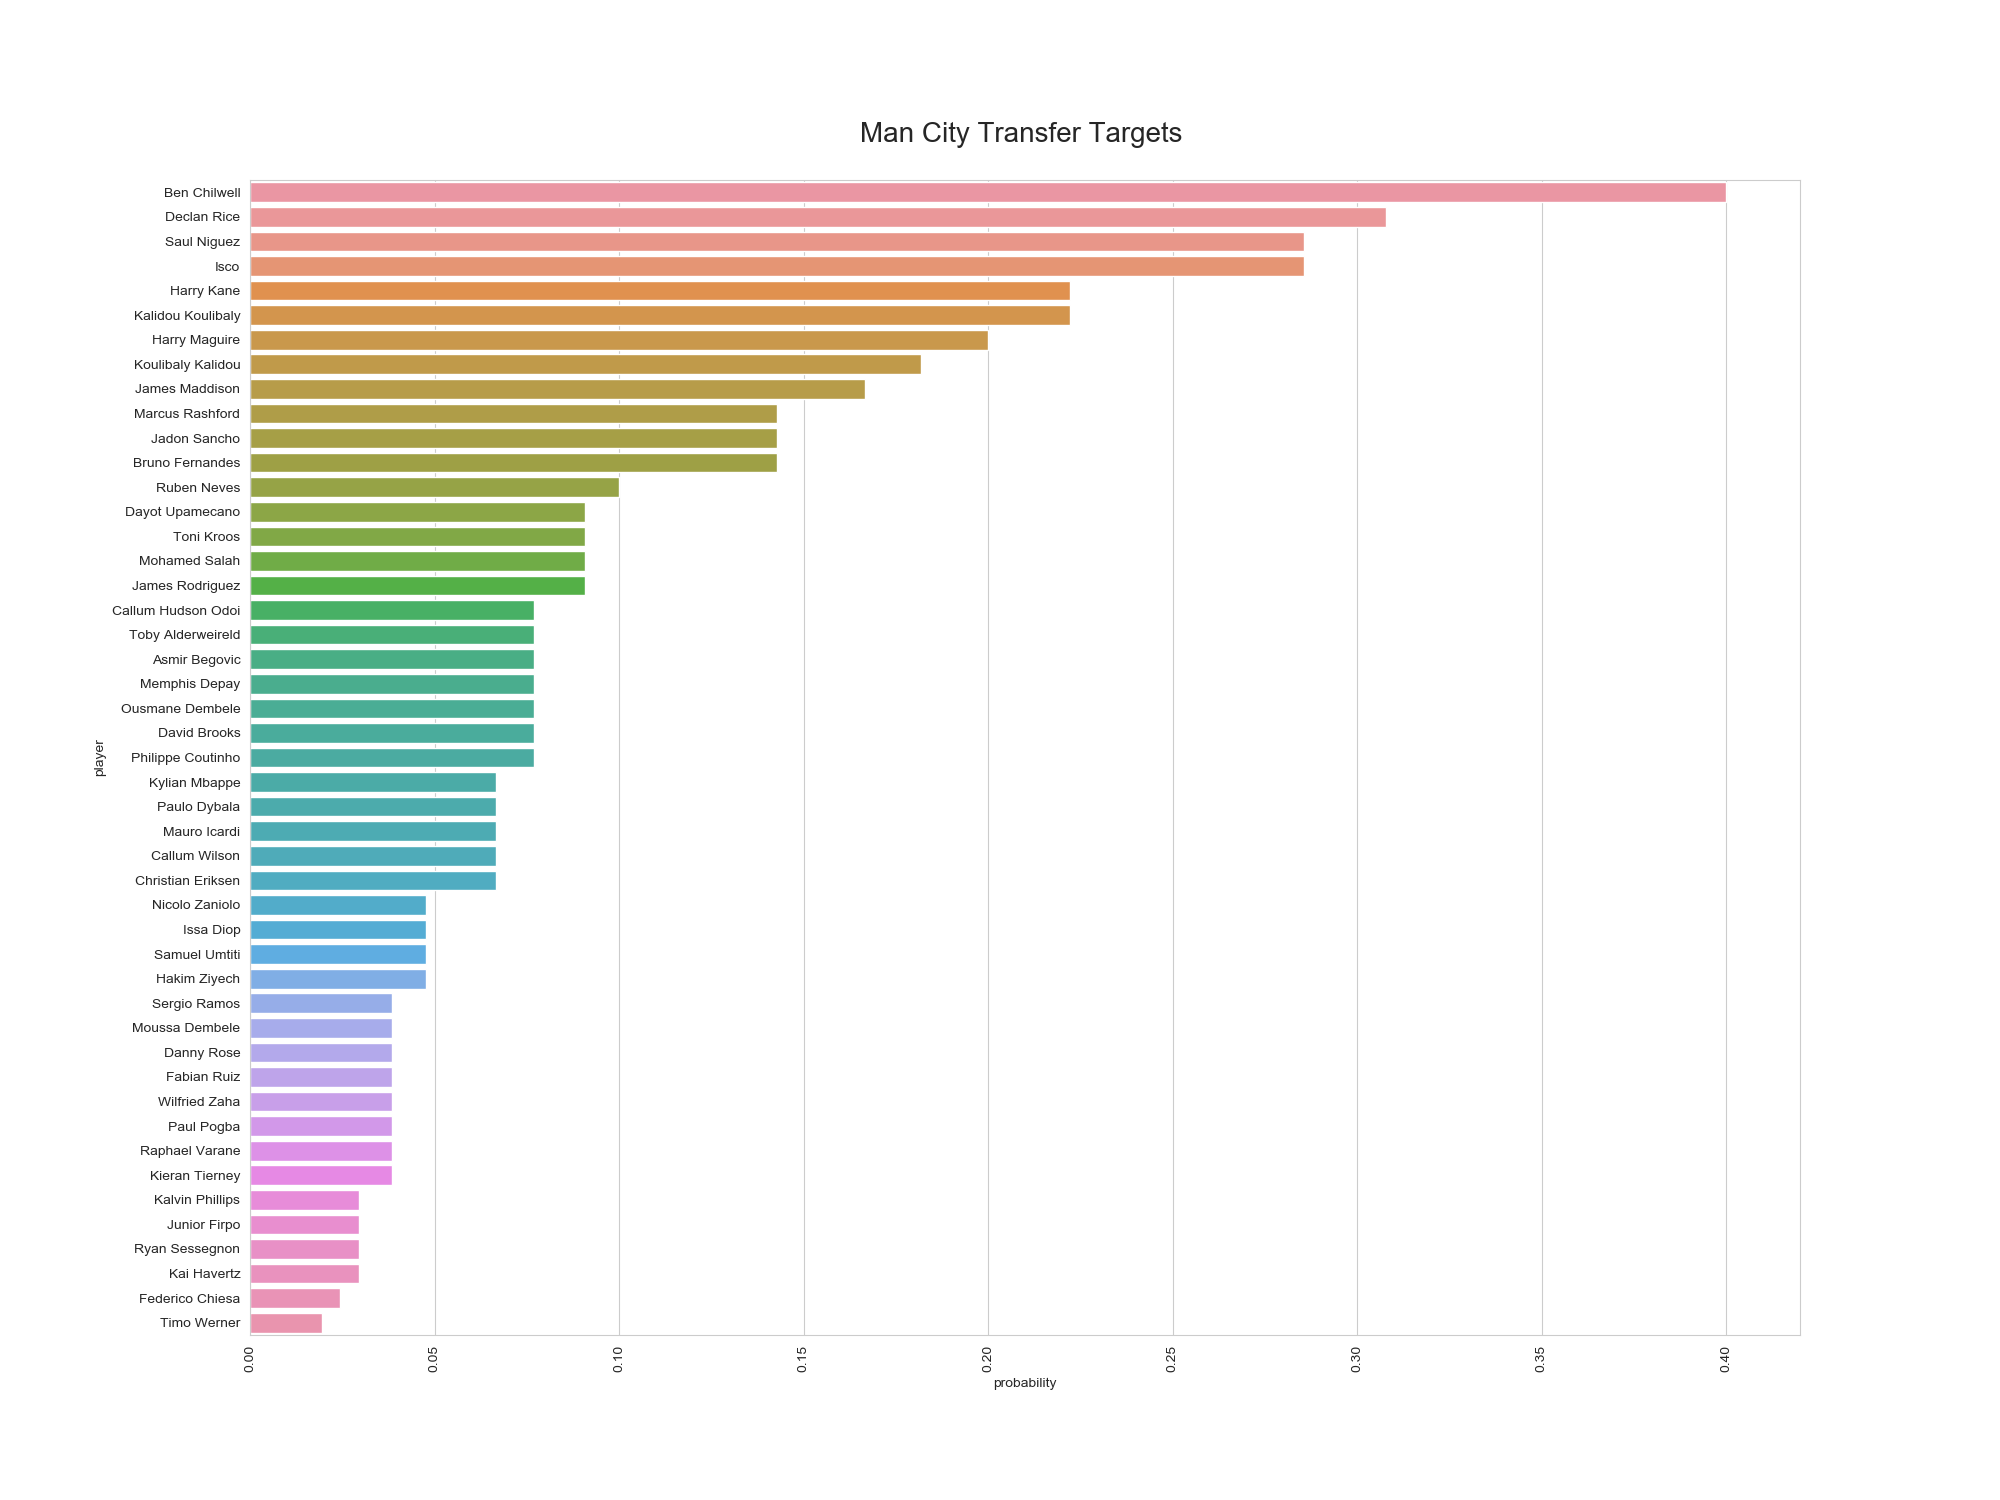 Man City Transfer Targets
Ben Chilwell
Declan Rice
Saul Niguez
Isco
Harry Kane
Kalidou Koulibaly
Harry Maguire
Koulibaly Kalidou
James Maddison
Marcus Rashford
Jadon Sancho
Bruno Fernandes
Ruben Neves
Dayot Upamecano
Toni Kroos
Mohamed Salah
James Rodriguez
Callum Hudson Odoi
Toby Alderweireld
Asmir Begovic
Memphis Depay
Ousmane Dembele
David Brooks
Philippe Coutinho
Kylian Mbappe
Paulo Dybala
Mauro Icardi
Callum Wilson
Christian Eriksen
Nicolo Zaniolo
Issa Diop
Samuel Umtiti
Hakim Ziyech
Sergio Ramos
Moussa Dembele
Danny Rose
Fabian Ruiz
Wilfried Zaha
Paul Pogba
Raphael Varane
Kieran Tierney
Kalvin Phillips
Junior Firpo
Ryan Sessegnon
Kai Havertz
Federico Chiesa
Timo Werner
player
0.00 0.05 0.10 0.15 0.20 0.25 0.30 0.35 0.40
probability